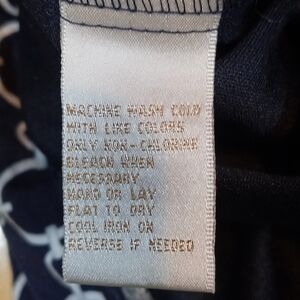 MACHINE WASH COLD
WITH LIKE COLORS
ONLY NON-CHLORINE
BLEACH WHEN
NECESSARY
HAND OR LAY
FLAT TO DRY
COOL IRON ON
REVERSE IF NEEDED